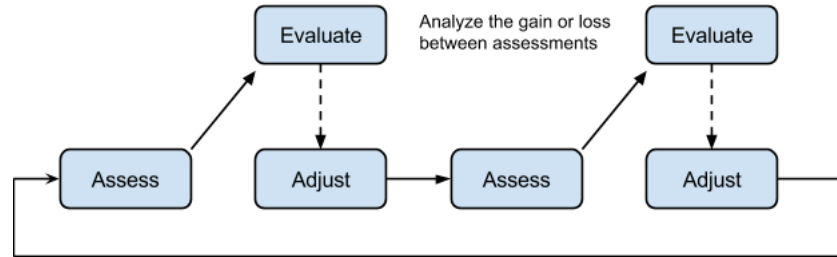 Evaluate
Analyze the gain or loss
between assessments
Evaluate
Assess
Adjust
Assess
Adjust